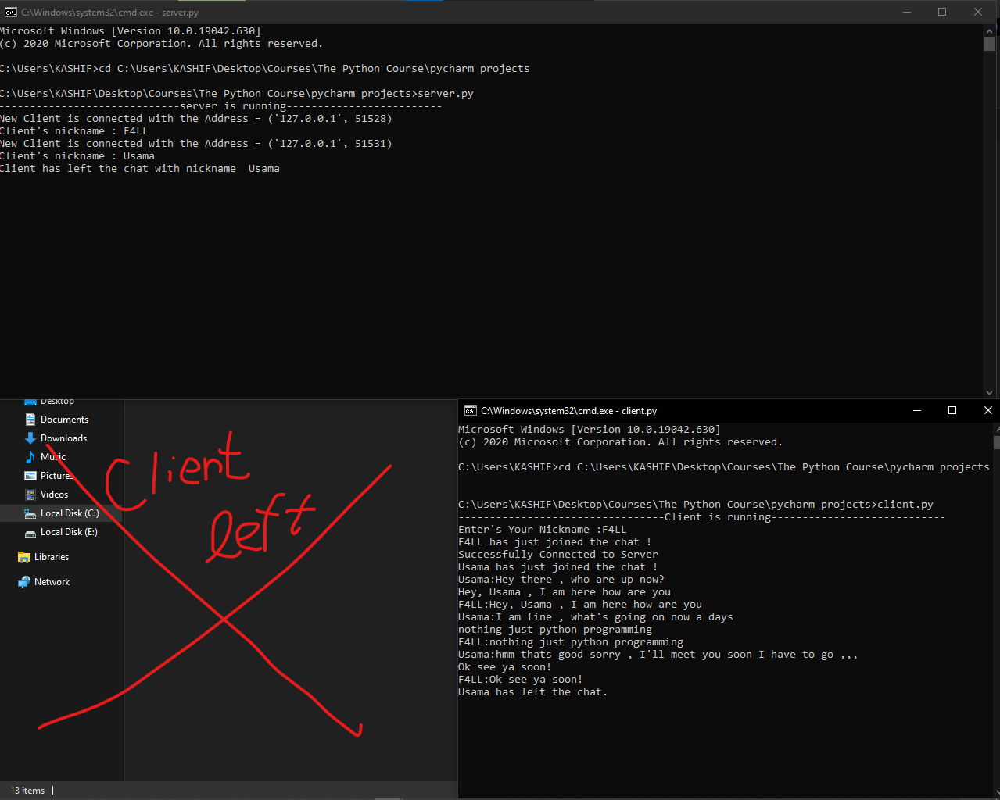 C:\Windows\system32\cmd.exe - server.py
Microsoft Windows [Version 10.0.19042.630]
(c) 2020 Microsoft Corporation. All rights reserved.
C:\Users\KASHIF>cd C:\Users\KASHIF\Desktop\Courses\The Python Course\pycharm projects
C:\Users\KASHIF\Desktop\Courses\The Python Course\pycharm projects>server.py
-----------------------------server is running-------------------------
New Client is connected with the Address = ('127.0.0.1', 51528)
Client's nickname : F4LL
New Client is connected with the Address = ('127.0.0.1', 51531)
Client's nickname : Usama
Client has left the chat with nickname  Usama
Desktop
Documents
Downloads
Music
Pictures
Videos
Local Disk (C:)
Local Disk (E:)
Libraries
Network
13 items
Client
left
C:\Windows\system32\cmd.exe - client.py
Microsoft Windows [Version 10.0.19042.630]
(c) 2020 Microsoft Corporation. All rights reserved.
C:\Users\KASHIF>cd C:\Users\KASHIF\Desktop\Courses\The Python Course\pycharm projects
C:\Users\KASHIF\Desktop\Courses\The Python Course\pycharm projects>client.py
---------------------------------Client is running----------------------------
Enter's Your Nickname :F4LL
F4LL has just joined the chat !
Successfully Connected to Server
Usama has just joined the chat !
Usama:Hey there , who are up now?
Hey, Usama , I am here how are you
F4LL:Hey, Usama , I am here how are you
Usama:I am fine , what's going on now a days
nothing just python programming
F4LL:nothing just python programming
Usama:hmm thats good sorry , I'll meet you soon I have to go ,,,
Ok see ya soon!
F4LL:Ok see ya soon!
Usama has left the chat.